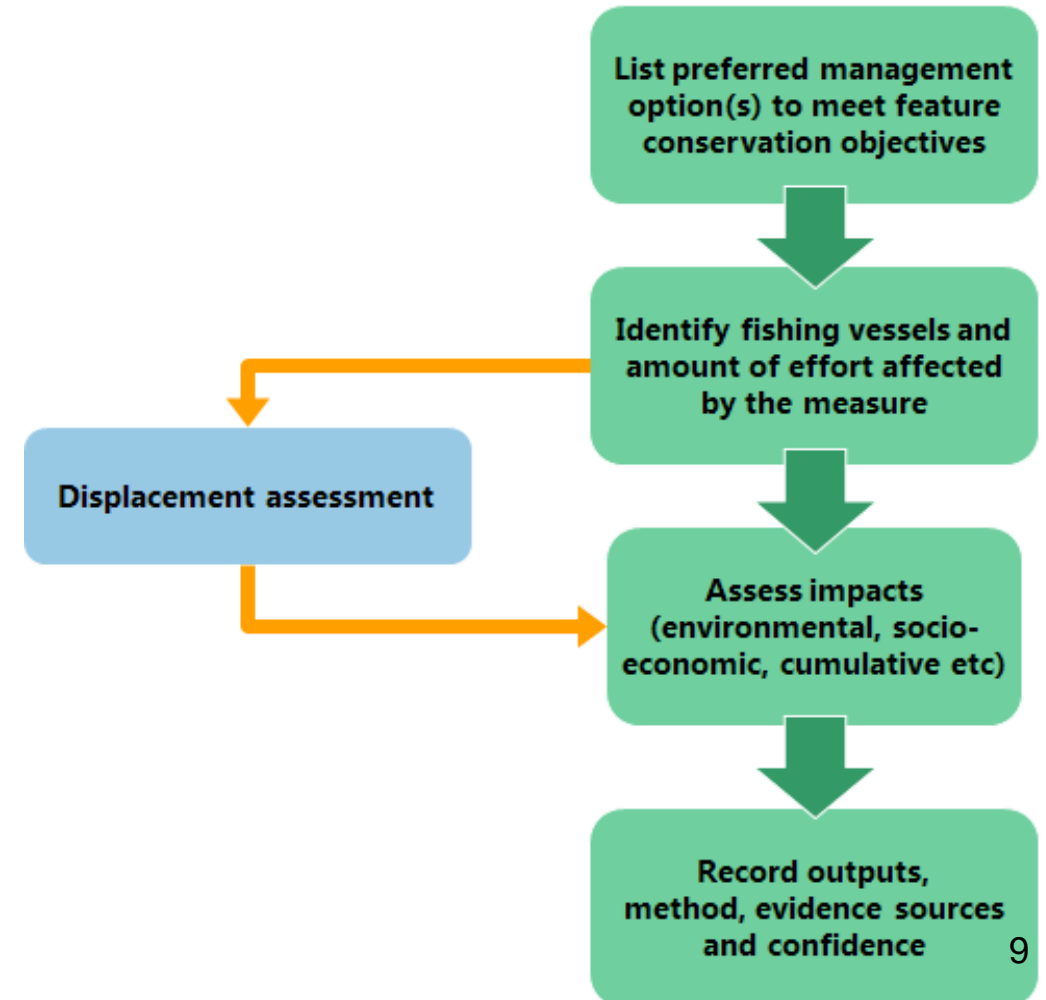 List preferred management
option(s) to meet feature
conservation objectives
Identify fishing vessels and
amount of effort affected
by the measure
Displacement assessment
Assess impacts
(environmental, socio-
economic, cumulative etc)
Record outputs,
method, evidence sources
and confidence
9